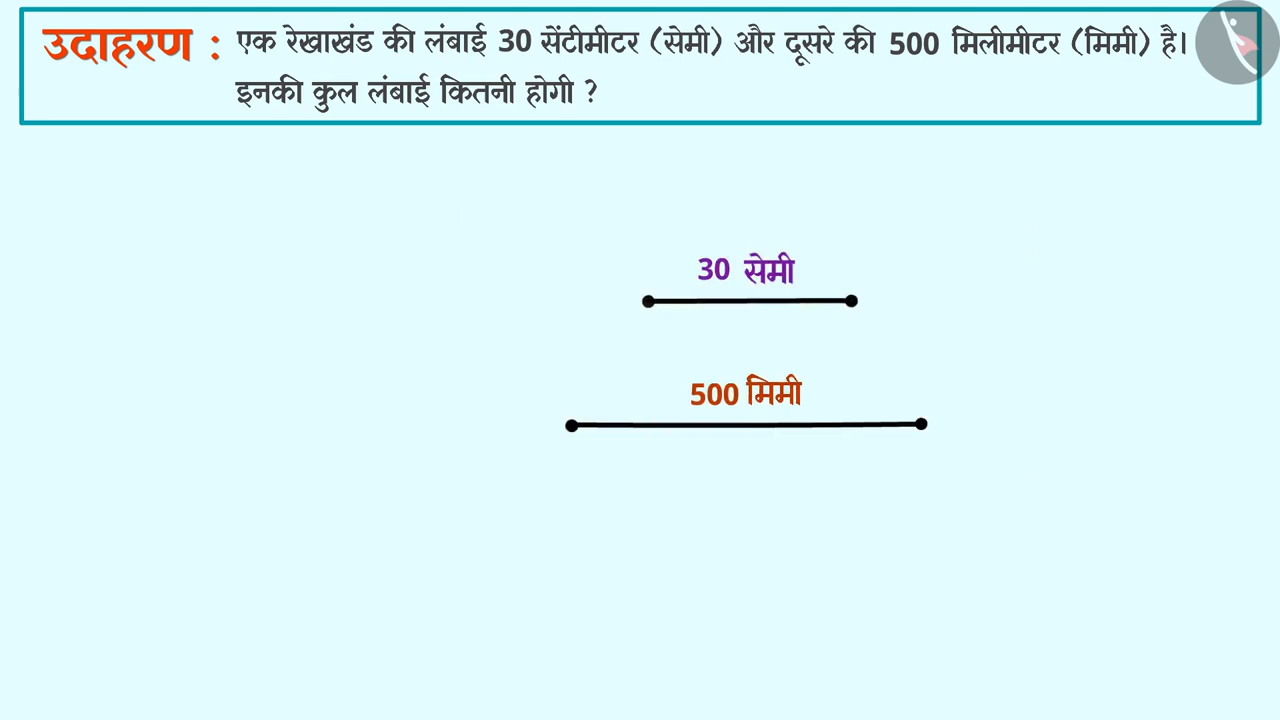 उदाहरण : एक रेखाखंड की लंबाई 30 सेंटीमीटर (सेमी) और दूसरे की 500 मिलीमीटर (मिमी) है।
इनकी कुल लंबाई कितनी होगी ?
30 सेमी
500 मिमी